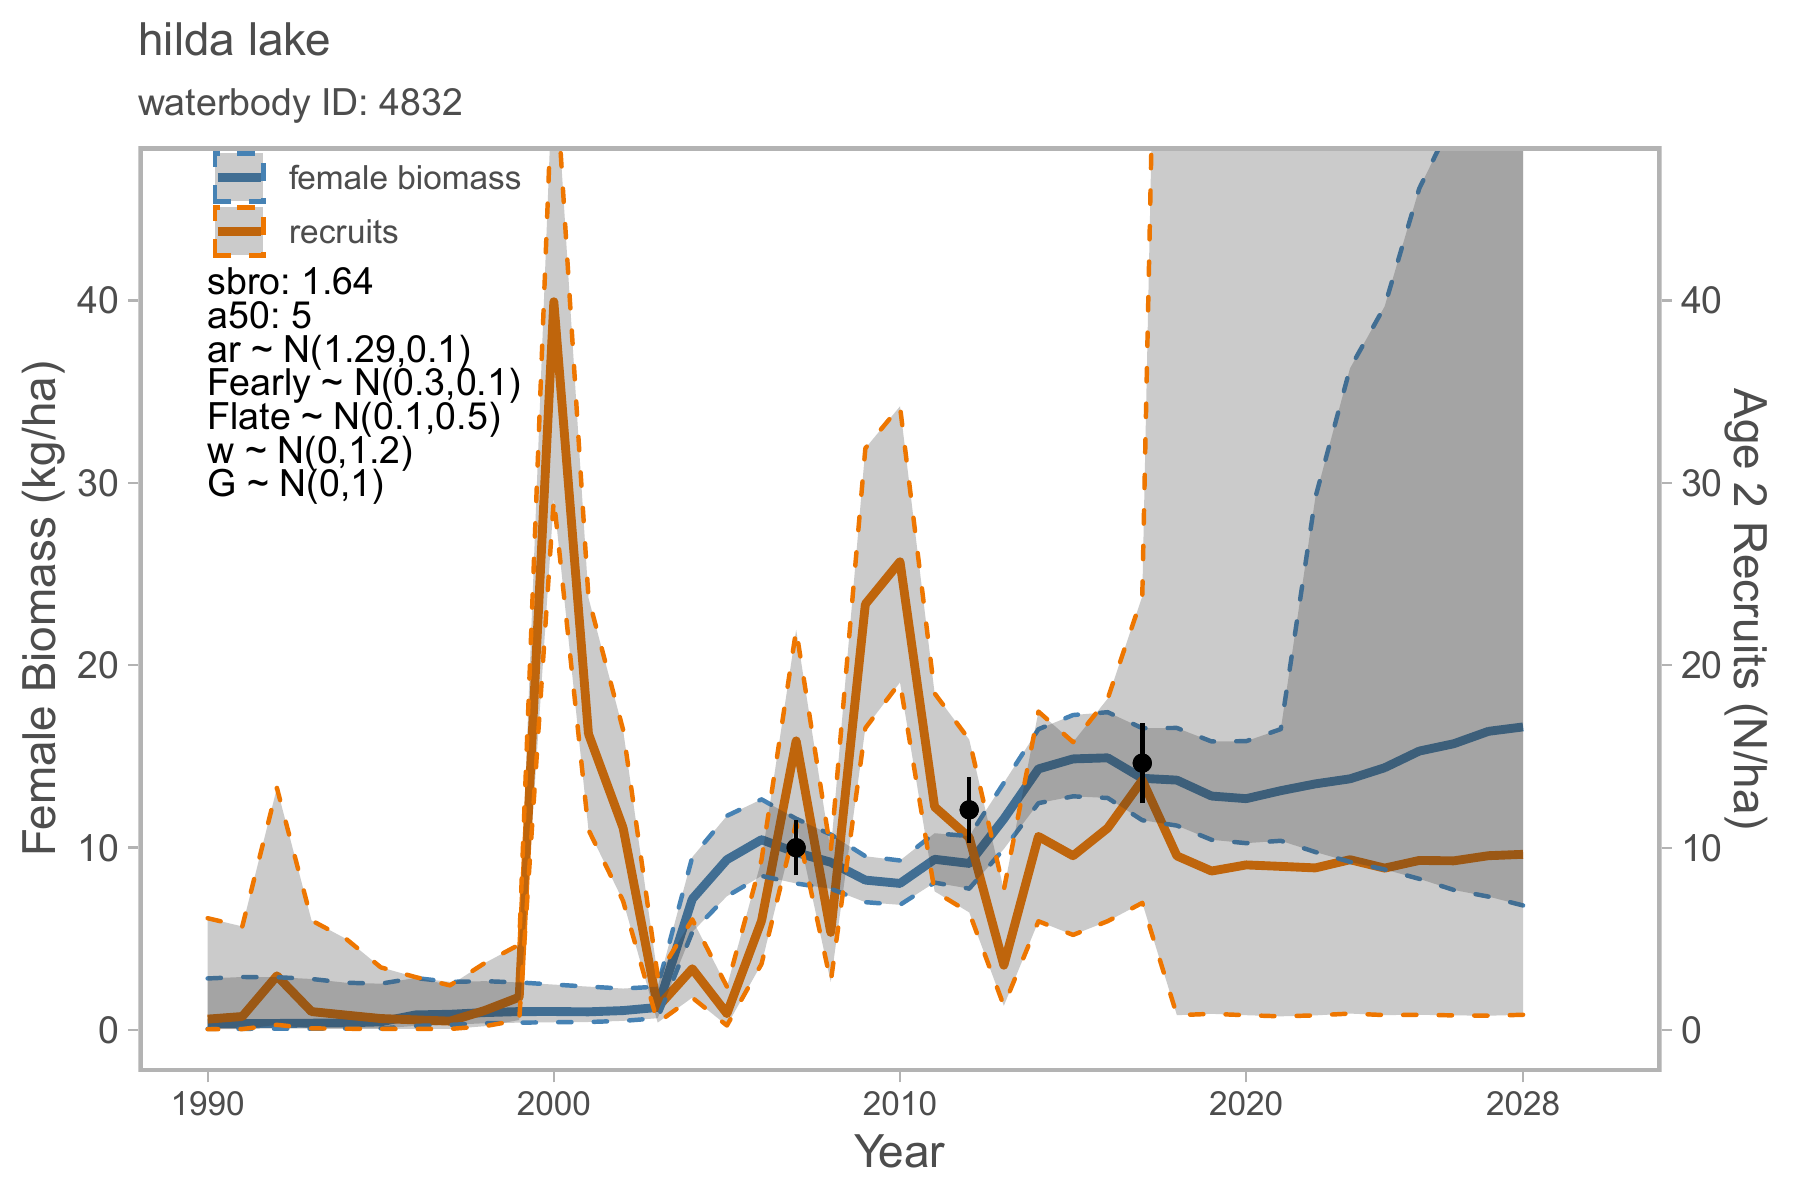 hilda lake
waterbody ID: 4832
female biomass
recruits
sbro: 1.64
a50: 5
ar ~ N(1.29,0.1)
Fearly ~ N(0.3,0.1)
Flate ~ N(0.1,0.5)
w ~ N(0,1.2)
G ~ N(0,1)
Female Biomass (kg/ha)
40
30
20
10
0
40
30
20
10
0
Age 2 Recruits (N/ha)
1990
2000
2010
2020
2028
Year